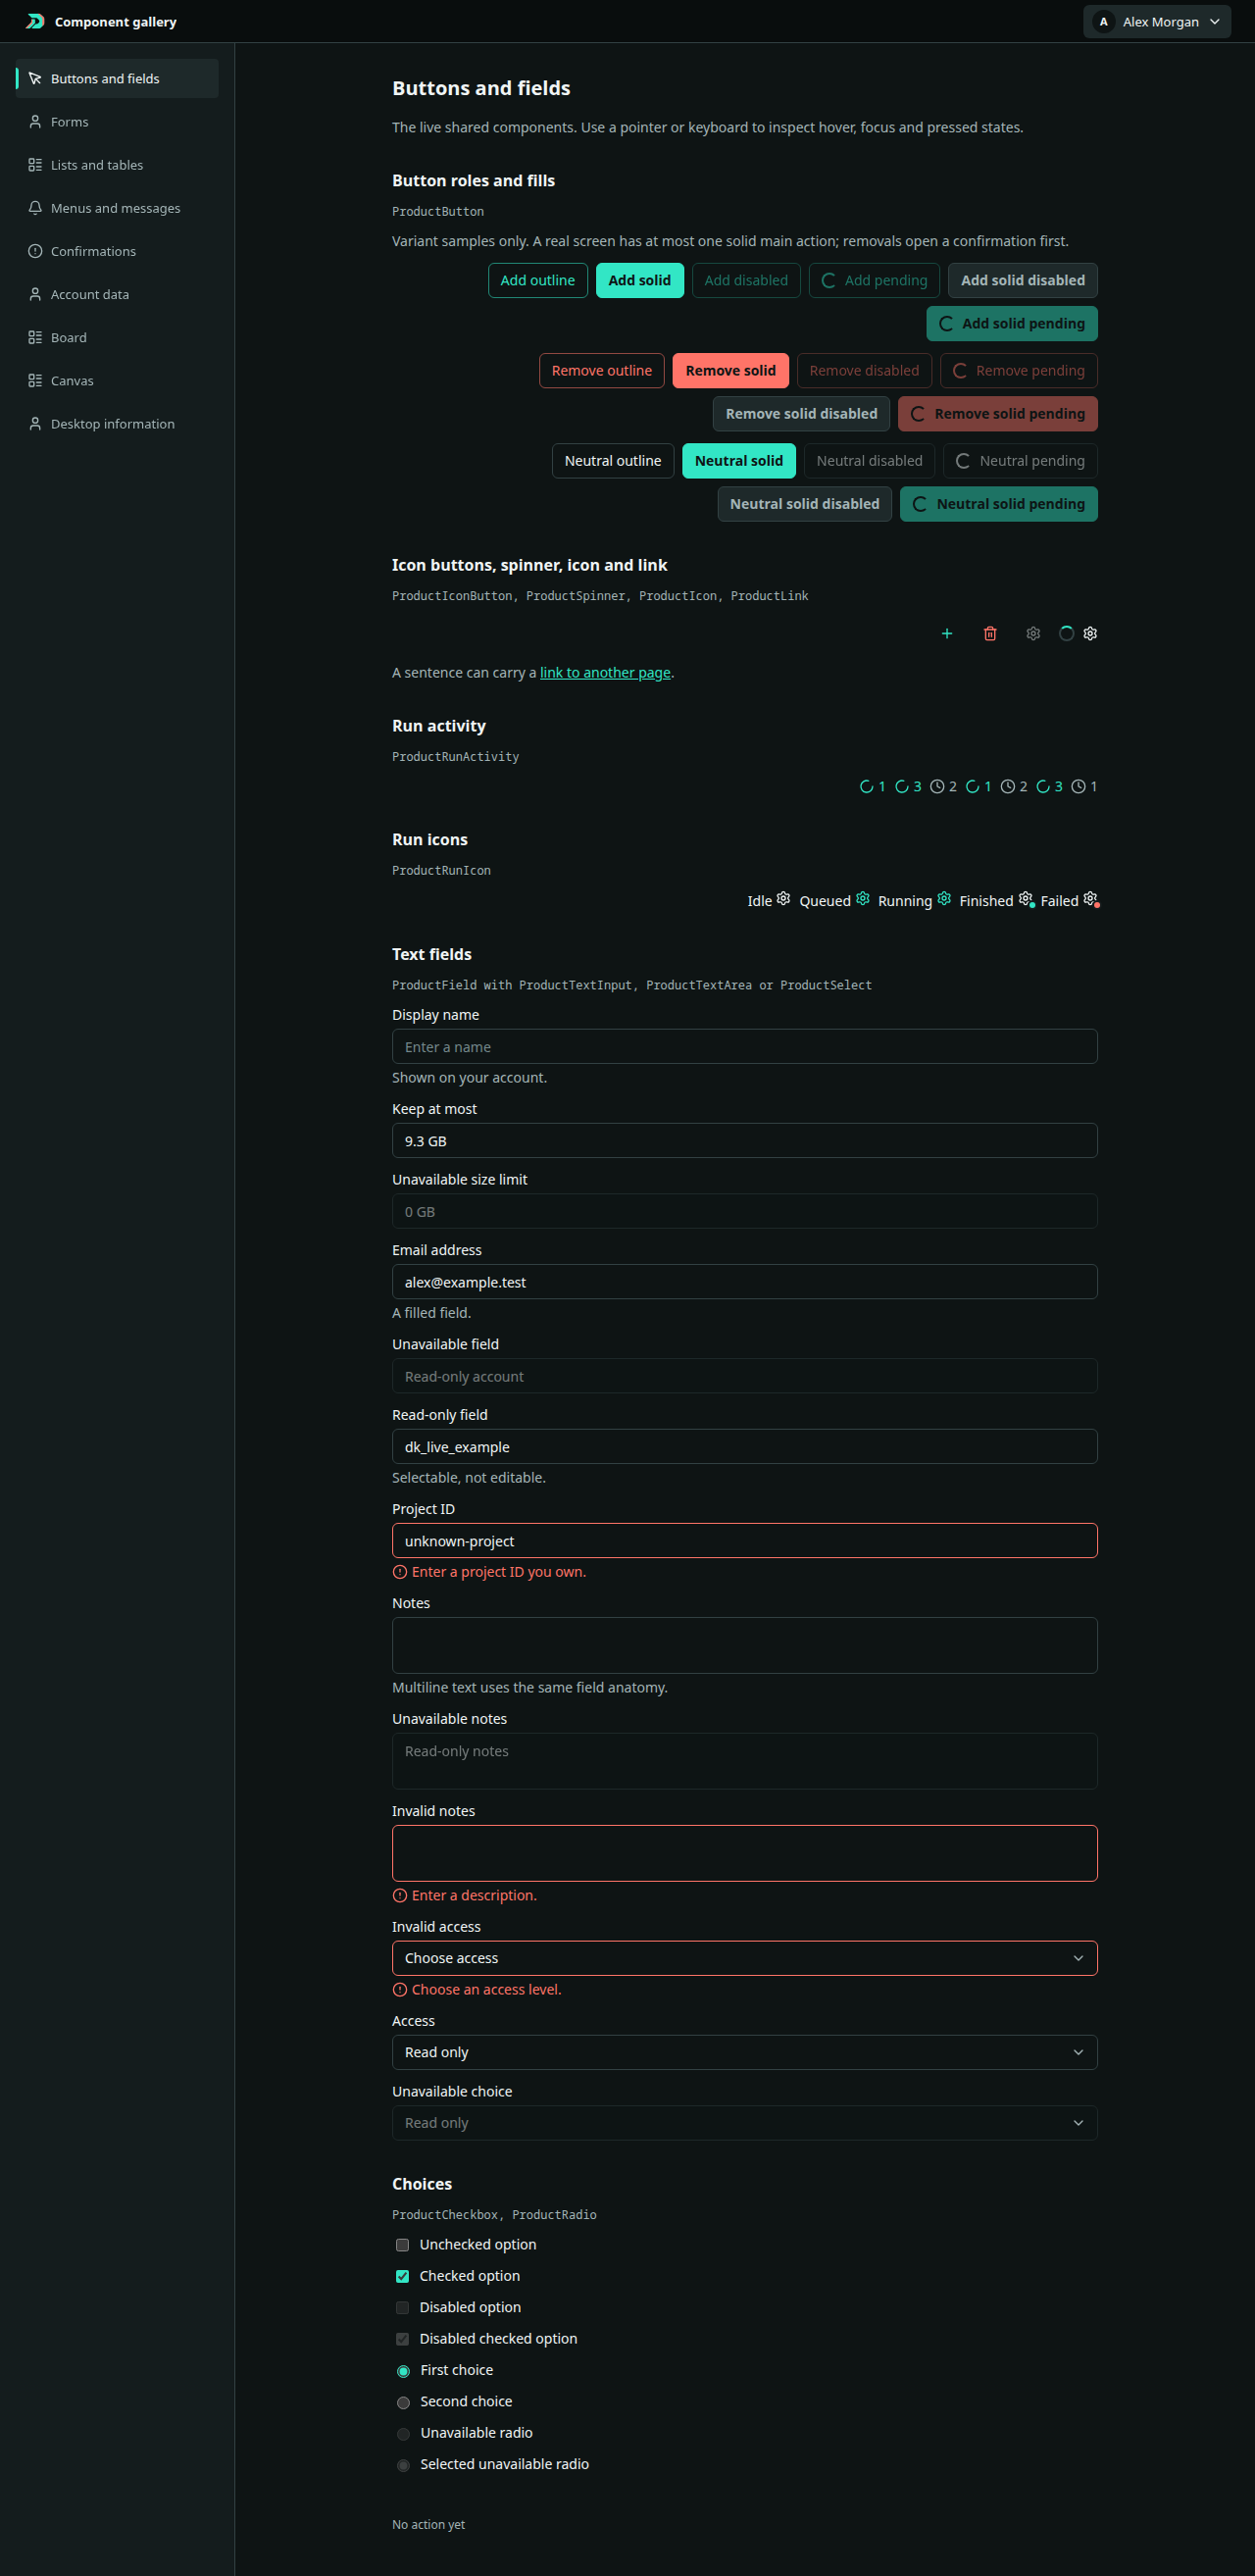 Component gallery
A Alex Morgan
Buttons and fields
Forms
Lists and tables
Menus and messages
Confirmations
Account data
Board
Canvas
Desktop information
Buttons and fields
The live shared components. Use a pointer or keyboard to inspect hover, focus and pressed states.
Button roles and fills
ProductButton
Variant samples only. A real screen has at most one solid main action; removals open a confirmation first.
Add outline Add solid Add disabled Add pending Add solid disabled
Add solid pending
Remove outline Remove solid Remove disabled Remove pending
Remove solid disabled Remove solid pending
Neutral outline Neutral solid Neutral disabled Neutral pending
Neutral solid disabled Neutral solid pending
Icon buttons, spinner, icon and link
ProductIconButton, ProductSpinner, ProductIcon, ProductLink
A sentence can carry a link to another page.
Run activity
ProductRunActivity
1 3 2 1 2 3 1
Run icons
ProductRunIcon
Idle Queued Running Finished Failed
Text fields
ProductField with ProductTextInput, ProductTextArea or ProductSelect
Display name
Enter a name
Shown on your account.
Keep at most
9.3 GB
Unavailable size limit
0 GB
Email address
alex@example.test
A filled field.
Unavailable field
Read-only account
Read-only field
dk_live_example
Selectable, not editable.
Project ID
unknown-project
Enter a project ID you own.
Notes
Multiline text uses the same field anatomy.
Unavailable notes
Read-only notes
Invalid notes
Enter a description.
Invalid access
Choose access
Choose an access level.
Access
Read only
Unavailable choice
Read only
Choices
ProductCheckbox, ProductRadio
Unchecked option
Checked option
Disabled option
Disabled checked option
First choice
Second choice
Unavailable radio
Selected unavailable radio
No action yet